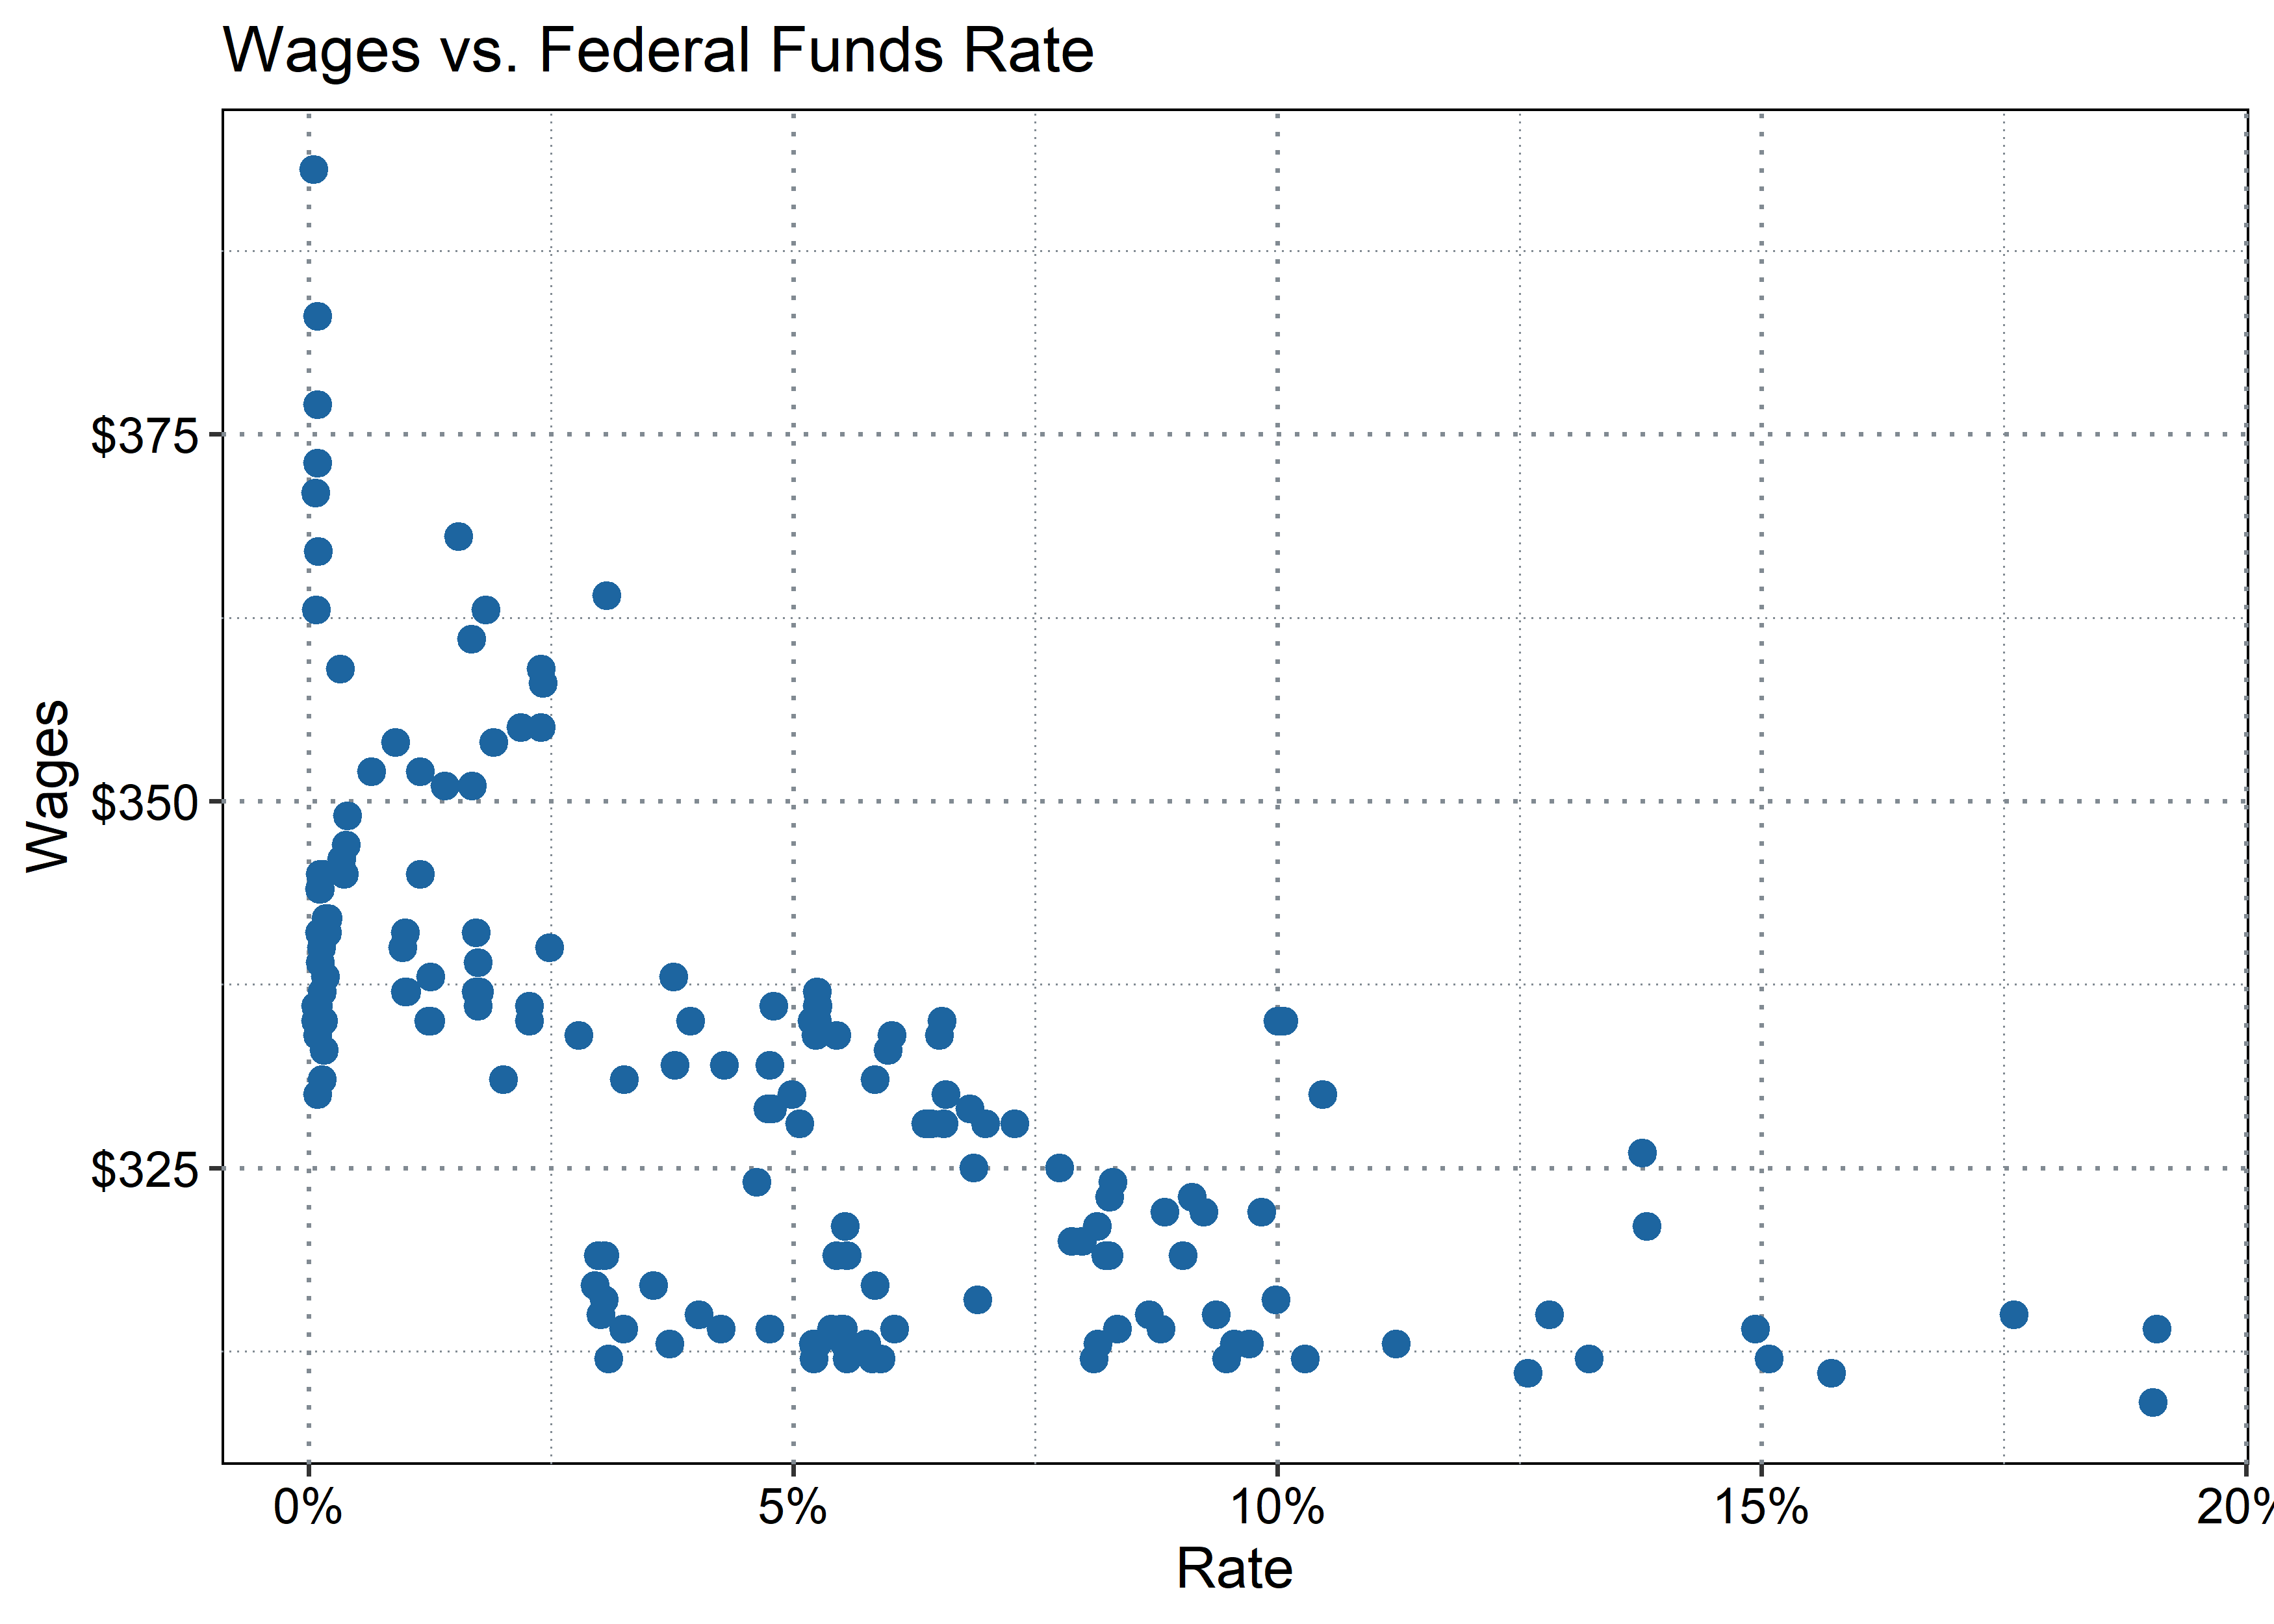 Wages vs. Federal Funds Rate
$375
$350
$325
Wages
0% 5% 10% 15% 20%
Rate